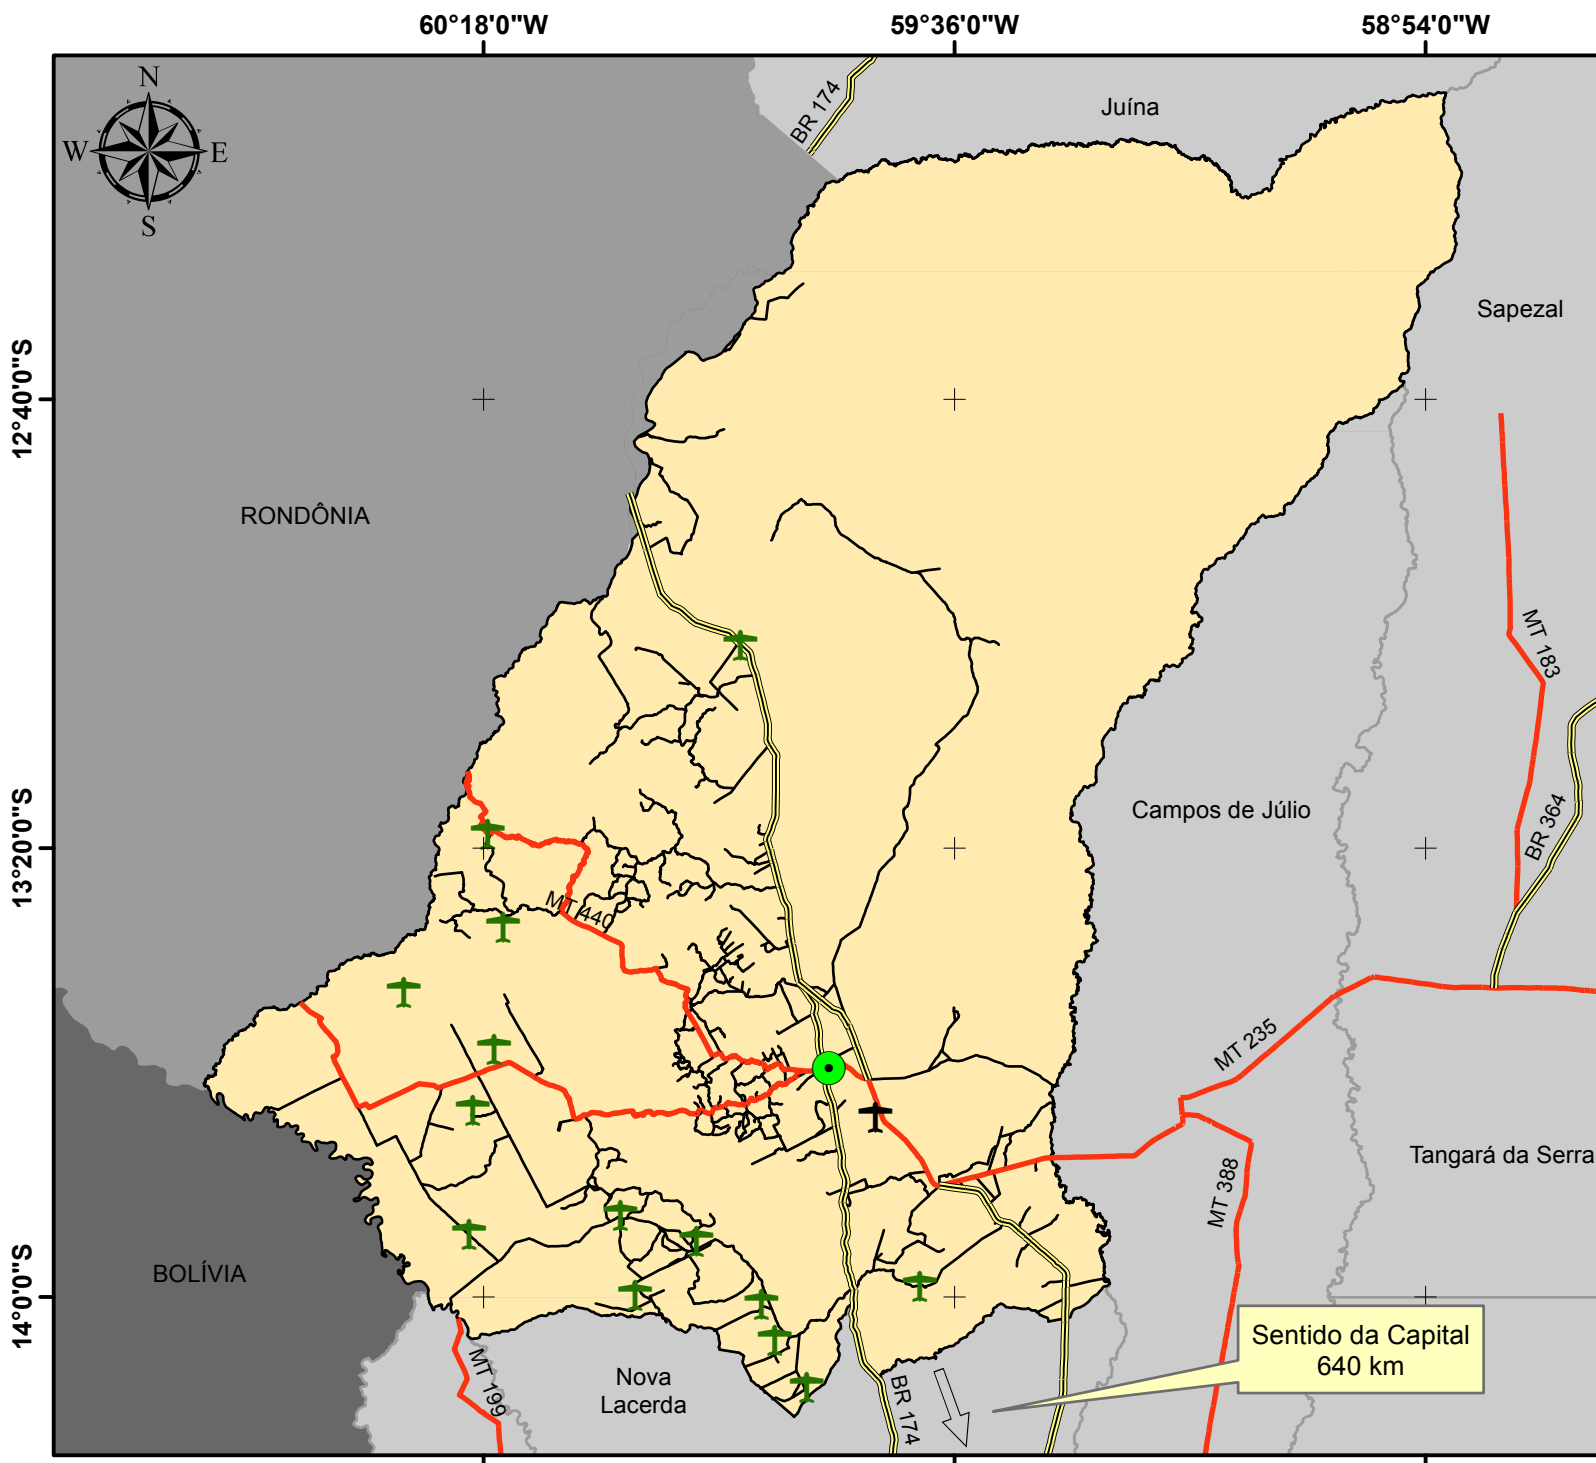 60°18'0"W
59°36'0"W
58°54'0"W
N
W
E
S
BR 174
Juína
Sapezal
12°40'0"S
RONDÔNIA
MT 183
Campos de Júlio
BR 364
13°20'0"S
MT 440
MT 235
Tangará da Serra
MT 388
BOLÍVIA
14°0'0"S
Sentido da Capital
640 km
Nova
Lacerda
MT 199
BR 174